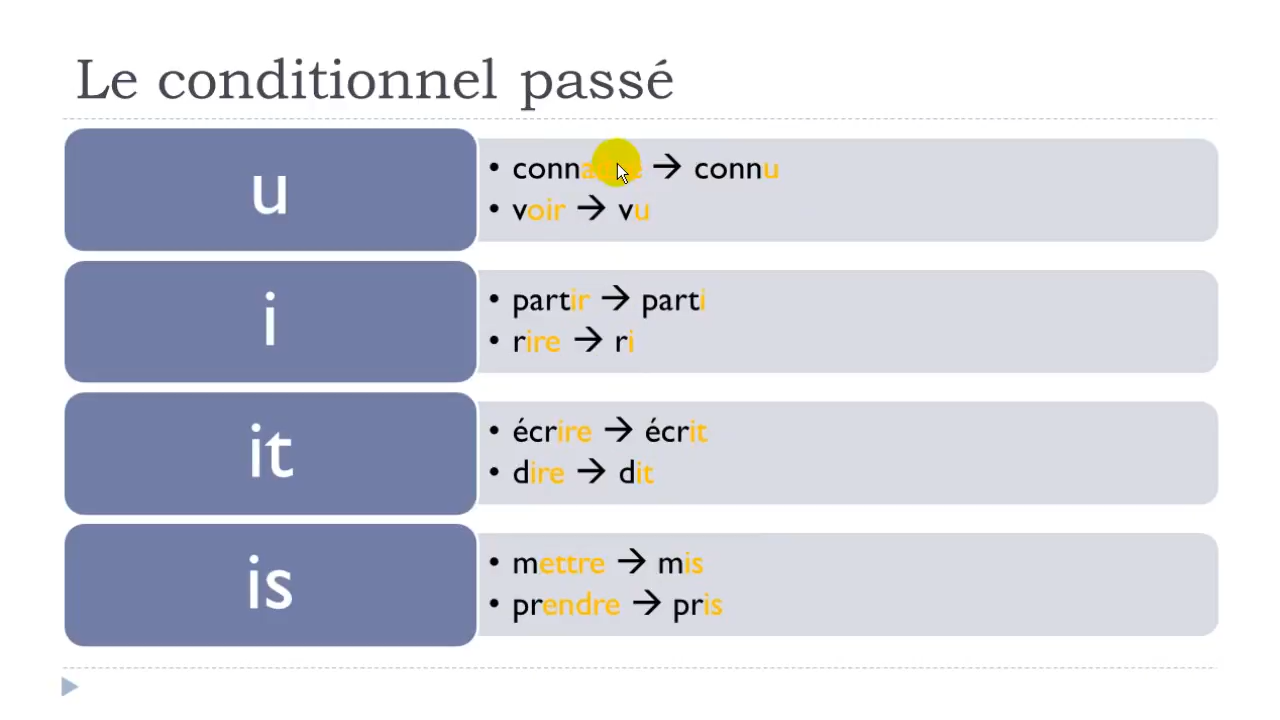 Le conditionnel passé
u
• connaître → connu
• voir → vu
i
• partir → parti
• rire → ri
it
• écrire → écrit
• dire → dit
is
• mettre → mis
• prendre → pris